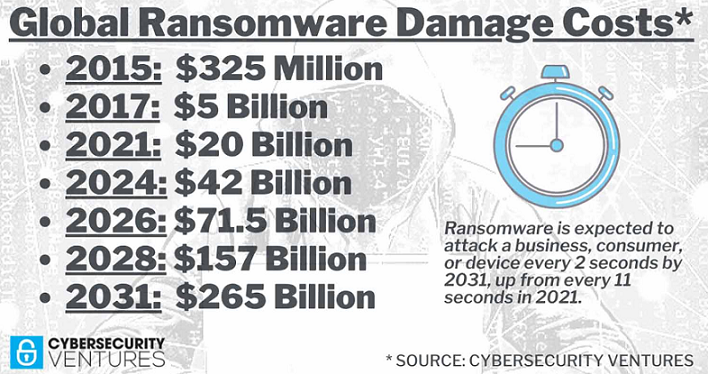 Global Ransomware Damage Costs*
• 2015: $325 Million
• 2017: $5 Billion
• 2021: $20 Billion
• 2024: $42 Billion
• 2026: $71.5 Billion
• 2028: $157 Billion
• 2031: $265 Billion
Ransomware is expected to
attack a business, consumer,
or device every 2 seconds by
2031, up from every 11
seconds in 2021.
CYBERSECURITY
VENTURES
* SOURCE: CYBERSECURITY VENTURES